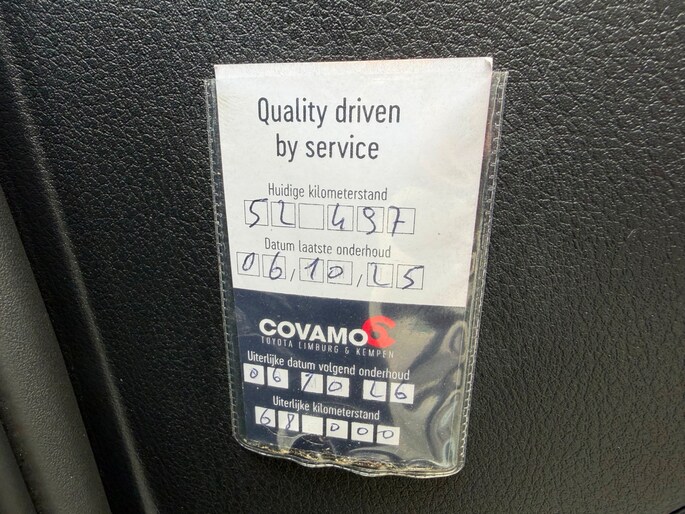 Quality driven
by service
Huidige kilometerstand
52 497
Datum laatste onderhoud
06,10,25
COVAMO
TOYOTA LIMBURG & KEMPEN
Uiterlijke datum volgend onderhoud
06 10 26
Uiterlijke kilometerstand
68 000